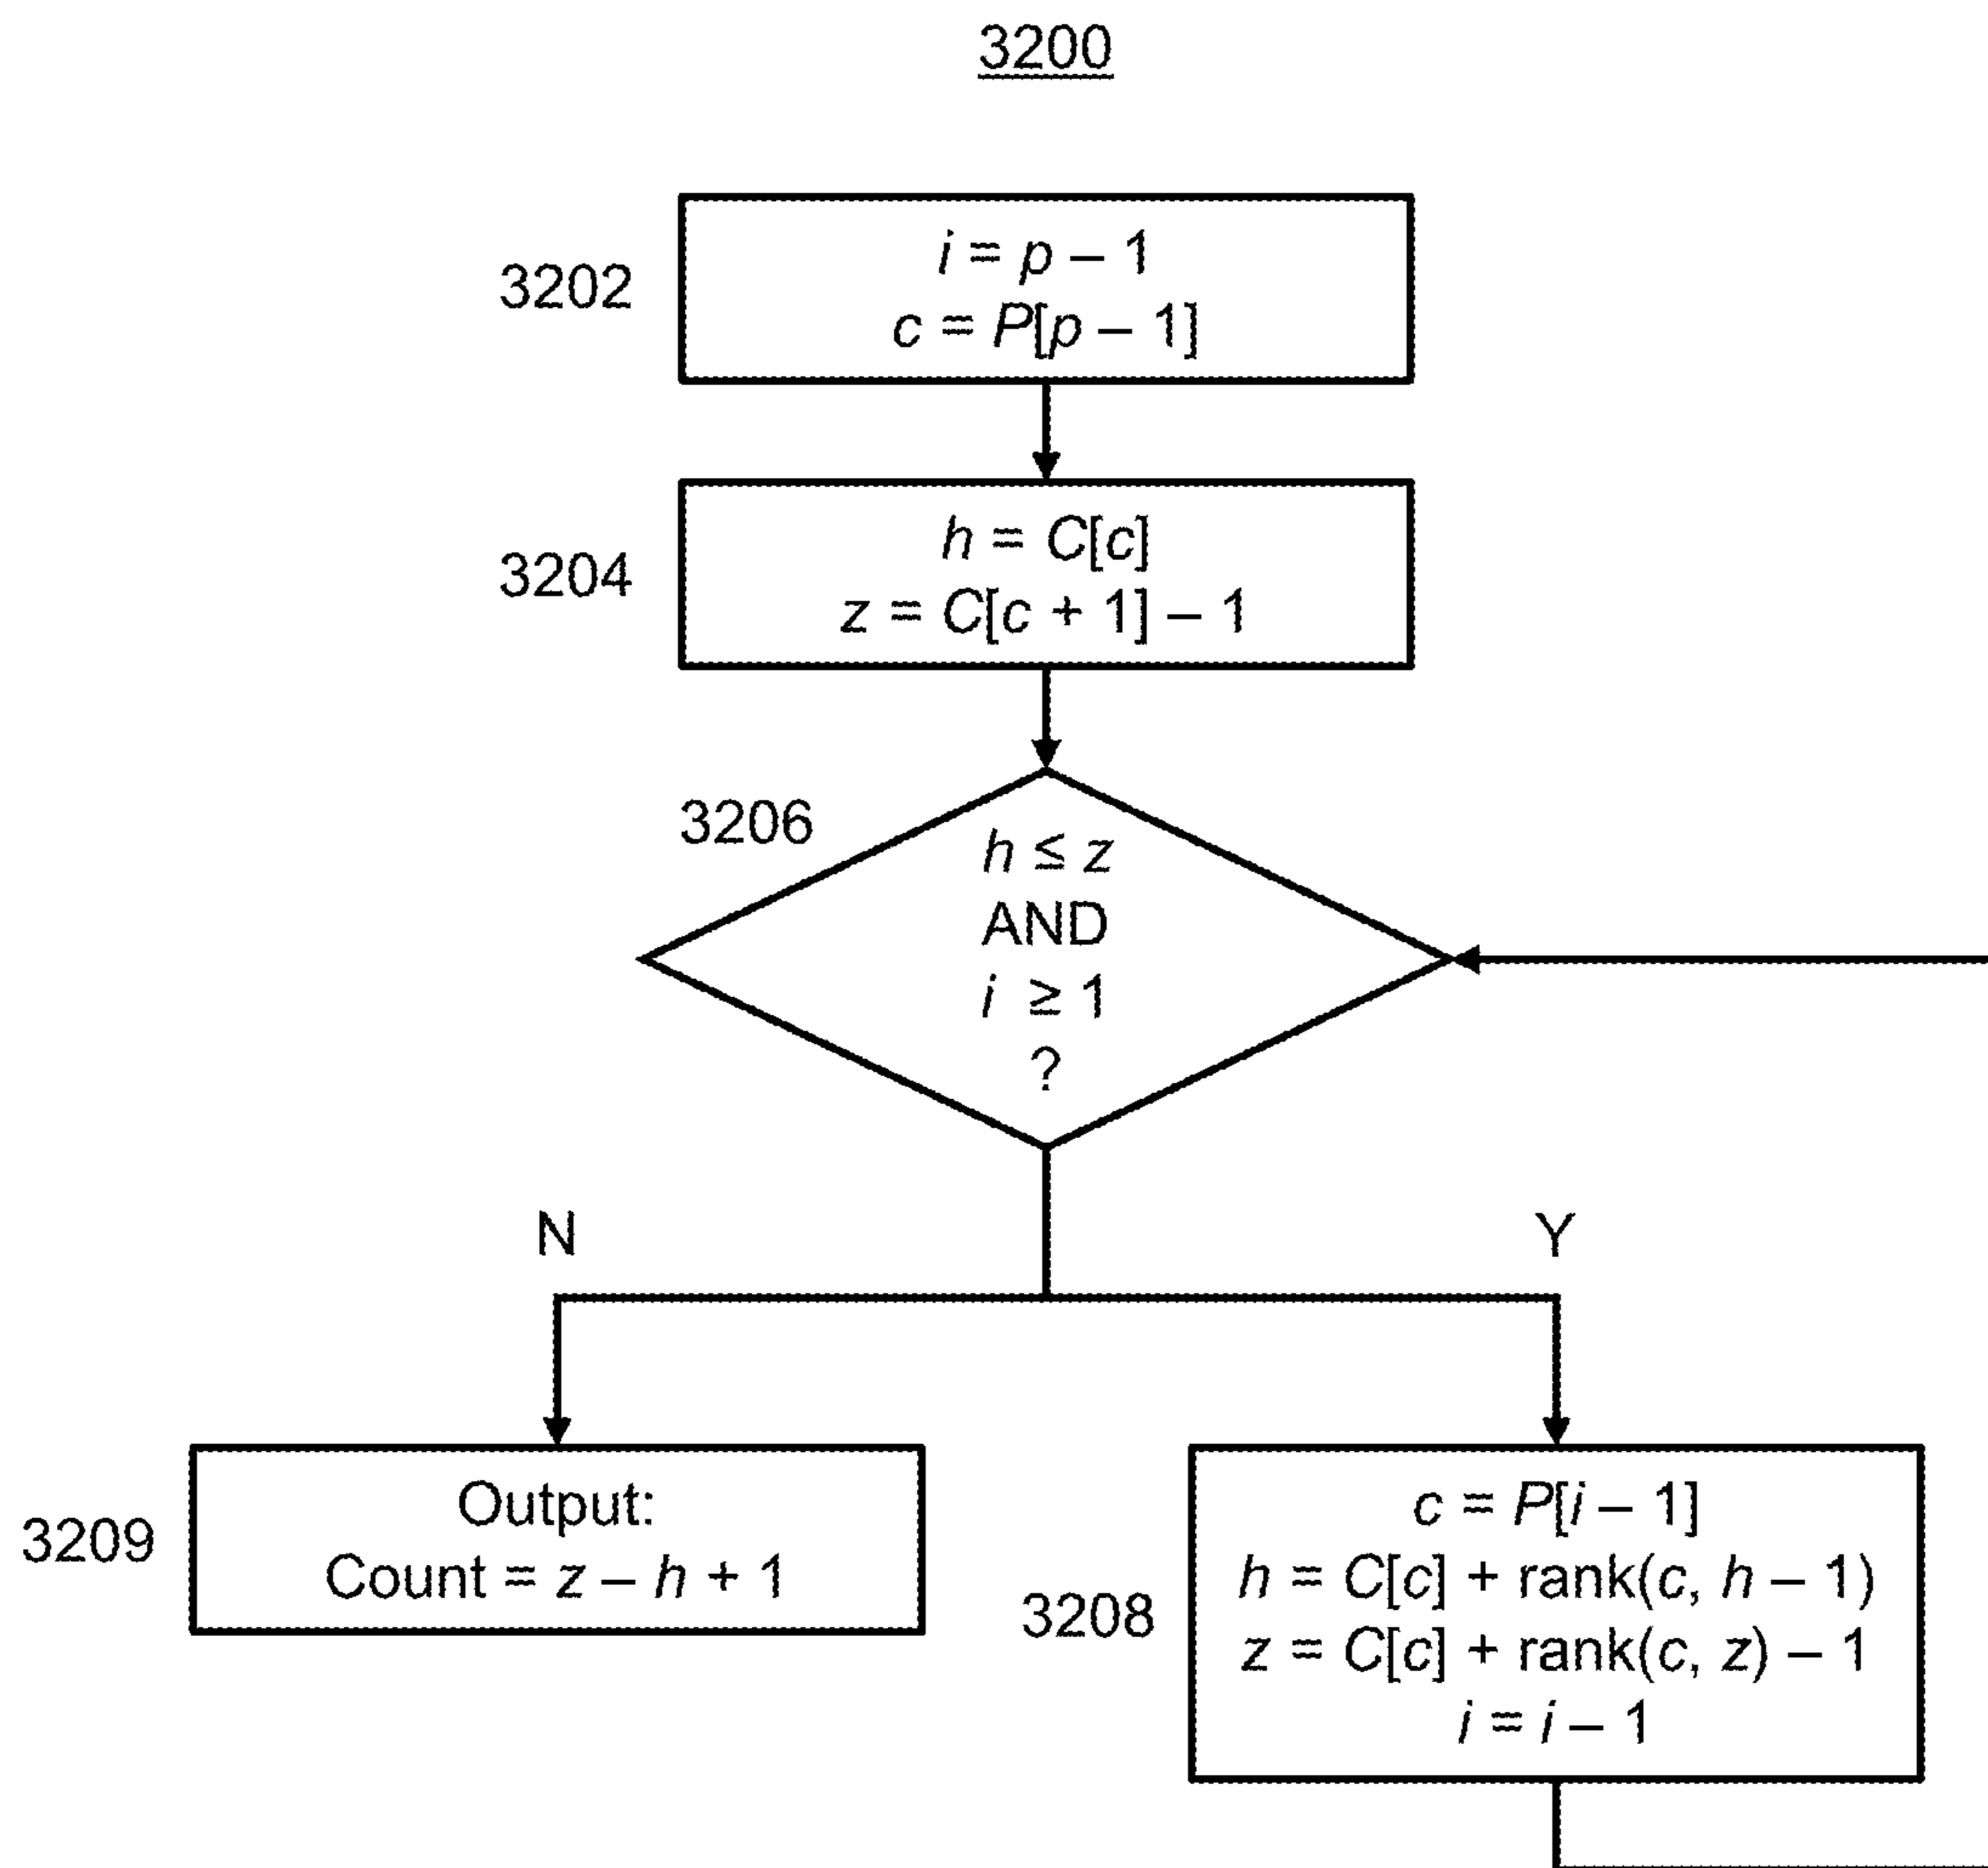 3200
3202
i = p – 1
c = P[p – 1]
3204
h = C[c]
z = C[c + 1] – 1
3206
h ≤ z
AND
i ≥ 1
?
N
Y
3209
Output:
Count = z – h + 1
3208
c = P[i – 1]
h = C[c] + rank(c, h – 1)
z = C[c] + rank(c, z) – 1
i = i – 1